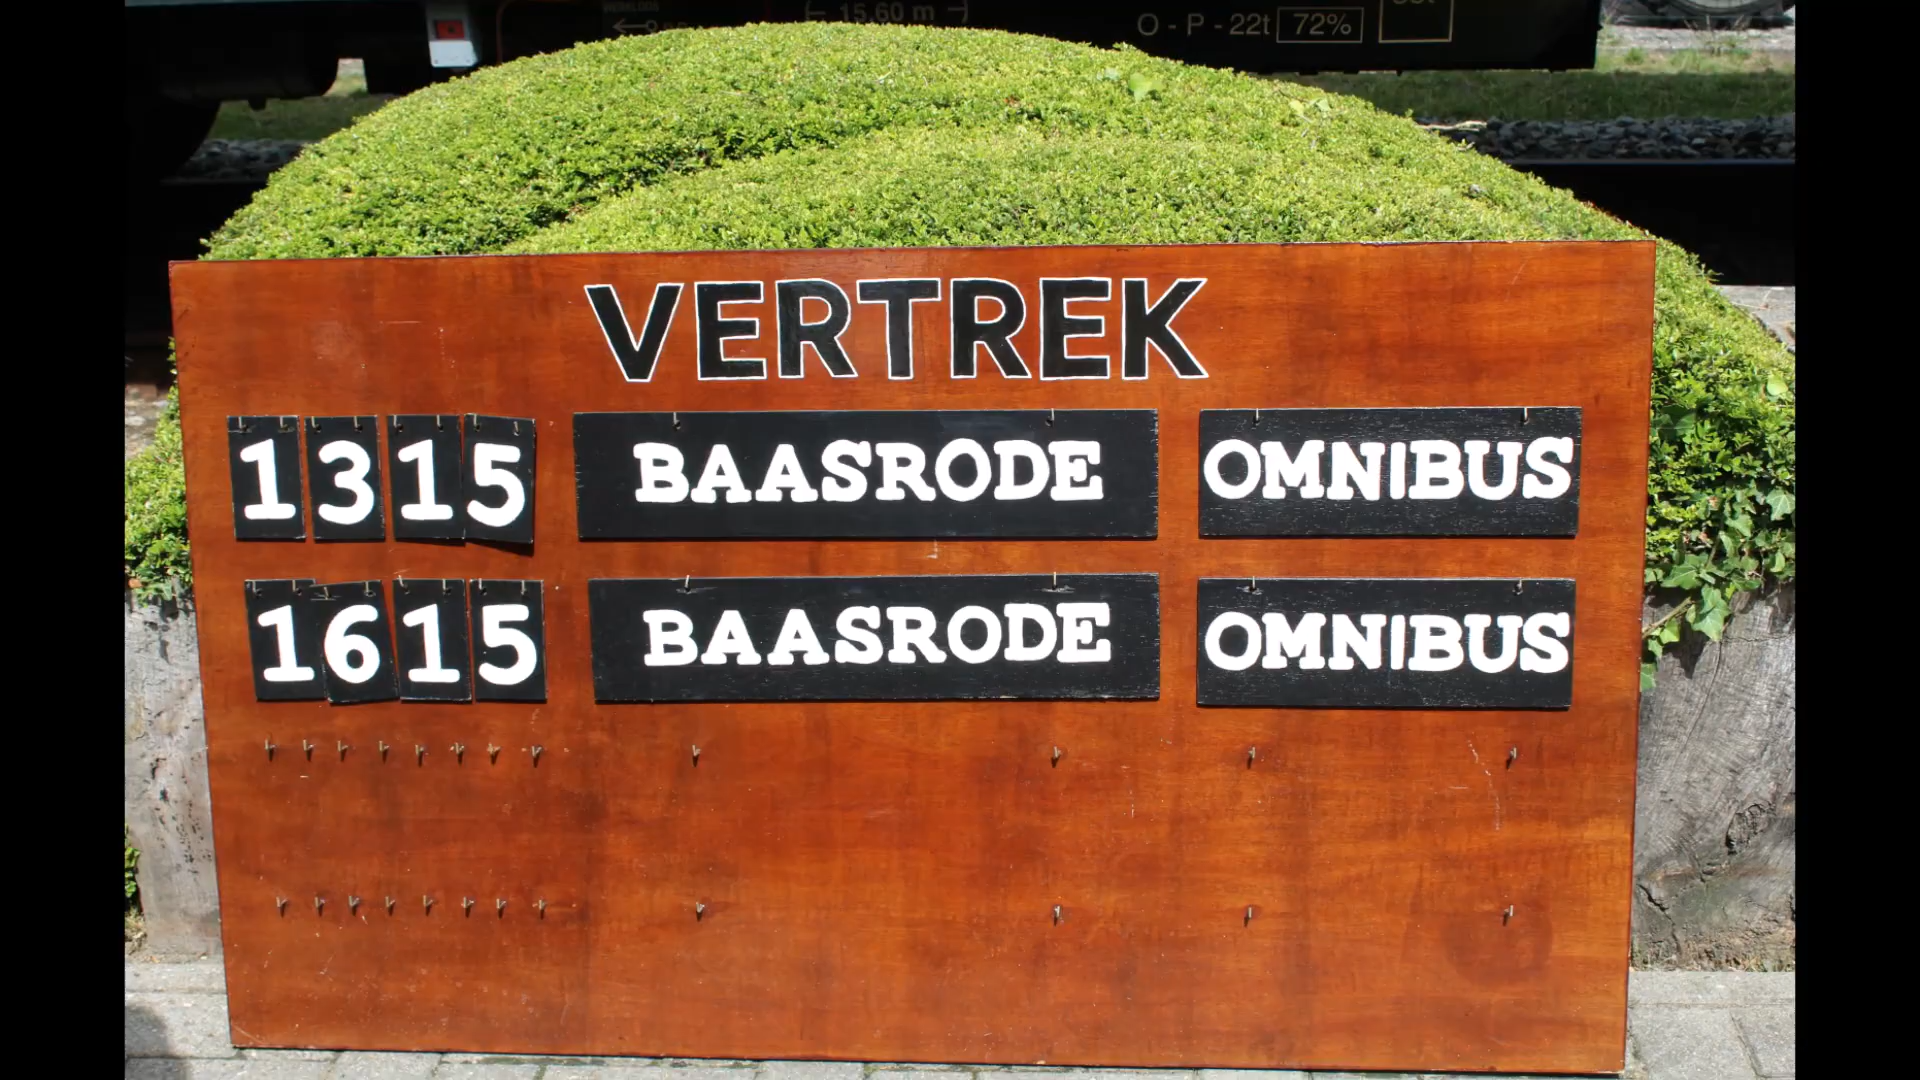 15.60 m
O - P - 22t 72%
VERTREK
1315 BAASRODE OMNIBUS
1615 BAASRODE OMNIBUS